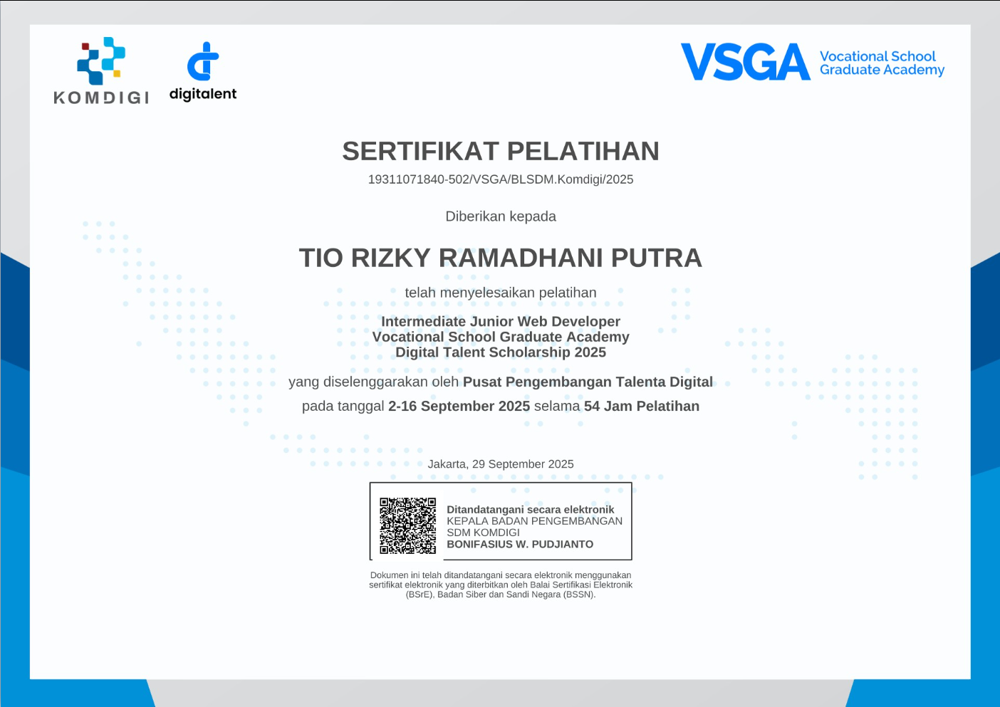 KOMDIGI
digitalent
VSGA
Vocational School
Graduate Academy
SERTIFIKAT PELATIHAN
19311071840-502/VSGA/BLSDM.Komdigi/2025
Diberikan kepada
TIO RIZKY RAMADHANI PUTRA
telah menyelesaikan pelatihan
Intermediate Junior Web Developer
Vocational School Graduate Academy
Digital Talent Scholarship 2025
yang diselenggarakan oleh Pusat Pengembangan Talenta Digital
pada tanggal 2-16 September 2025 selama 54 Jam Pelatihan
Jakarta, 29 September 2025
Ditandatangani secara elektronik
KEPALA BADAN PENGEMBANGAN
SDM KOMDIGI
BONIFASIUS W. PUDJIANTO
Dokumen ini telah ditandatangani secara elektronik menggunakan
sertifikat elektronik yang diterbitkan oleh Balai Sertifikasi Elektronik
(BSrE), Badan Siber dan Sandi Negara (BSSN).